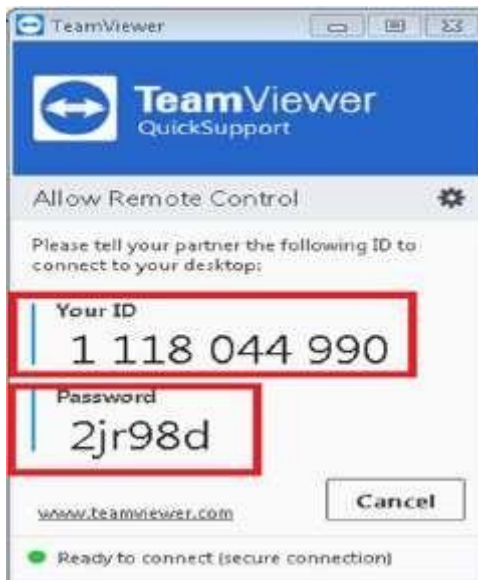 TeamViewer
TeamViewer
QuickSupport
Allow Remote Control
Please tell your partner the following ID to
connect to your desktop:
Your ID
1 118 044 990
Password
2jr98d
Cancel
www.teamviewer.com
Ready to connect (secure connection)